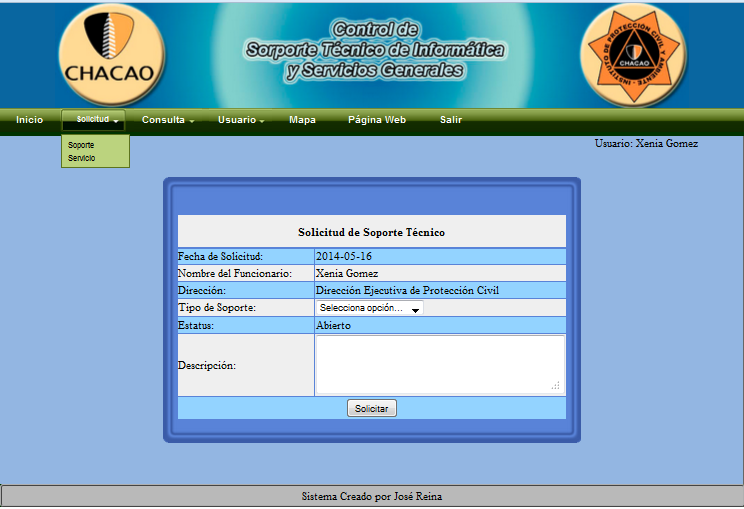 CHACAO
Control de
Sorporte Técnico de Informática
y Servicios Generales
INSTITUTO DE PROTECCIÓN CIVIL Y AMBIENTE
CHACAO
Inicio Solicitud Consulta Usuario Mapa Página Web Salir
Soporte
Servicio
Usuario: Xenia Gomez
Solicitud de Soporte Técnico
Fecha de Solicitud: 2014-05-16
Nombre del Funcionario: Xenia Gomez
Dirección: Dirección Ejecutiva de Protección Civil
Tipo de Soporte: Selecciona opción...
Estatus: Abierto
Descripción:
Solicitar
Sistema Creado por José Reina